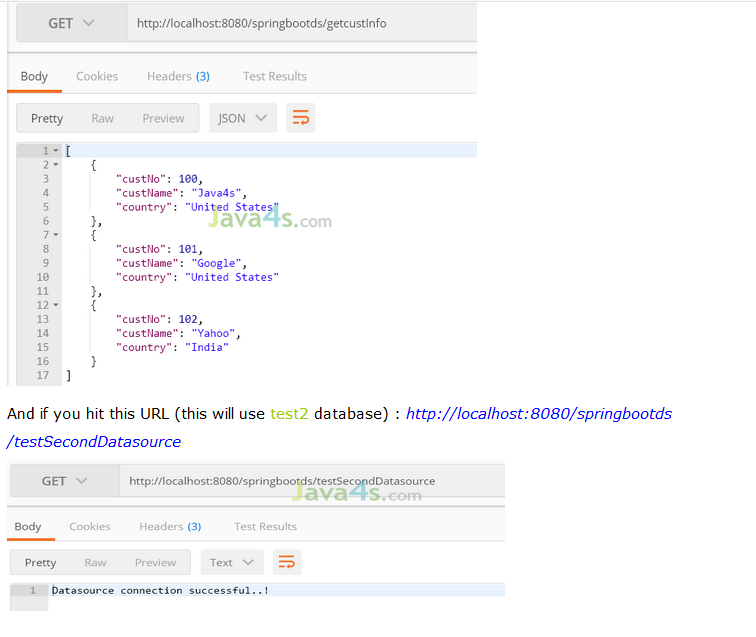 GET http://localhost:8080/springbootds/getcustInfo
Body Cookies Headers (3) Test Results
Pretty Raw Preview JSON
1 [
2 {
3 "custNo": 100,
4 "custName": "Java4s",
5 "country": "United States"
6 },
Java4s.com
7 {
8 "custNo": 101,
9 "custName": "Google",
10 "country": "United States"
11 },
12 {
13 "custNo": 102,
14 "custName": "Yahoo",
15 "country": "India"
16 }
17 ]
And if you hit this URL (this will use test2 database) : http://localhost:8080/springbootds
/testSecondDatasource
GET http://localhost:8080/springbootds/testSecondDatasource
Java4s.com
Body Cookies Headers (3) Test Results
Pretty Raw Preview Text
1 Datasource connection successful..!